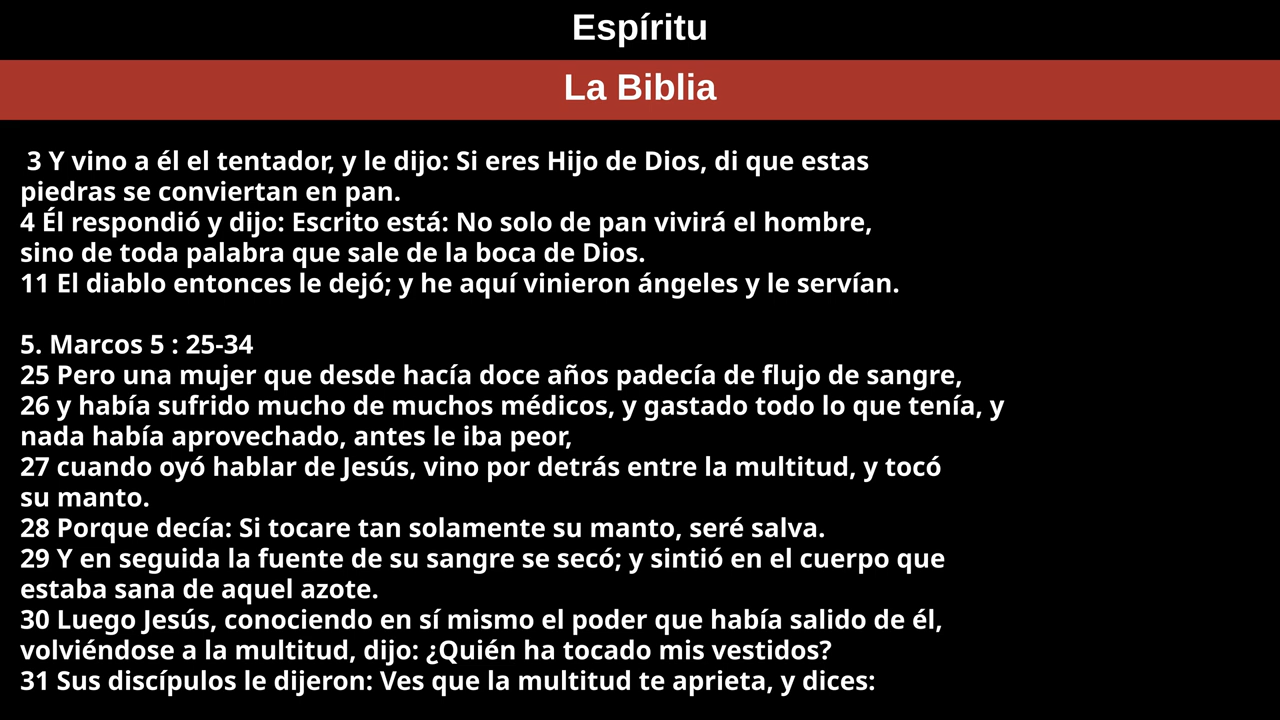 Espíritu
La Biblia
3 Y vino a él el tentador, y le dijo: Si eres Hijo de Dios, di que estas
piedras se conviertan en pan.
4 Él respondió y dijo: Escrito está: No solo de pan vivirá el hombre,
sino de toda palabra que sale de la boca de Dios.
11 El diablo entonces le dejó; y he aquí vinieron ángeles y le servían.
5. Marcos 5 : 25-34
25 Pero una mujer que desde hacía doce años padecía de flujo de sangre,
26 y había sufrido mucho de muchos médicos, y gastado todo lo que tenía, y
nada había aprovechado, antes le iba peor,
27 cuando oyó hablar de Jesús, vino por detrás entre la multitud, y tocó
su manto.
28 Porque decía: Si tocare tan solamente su manto, seré salva.
29 Y en seguida la fuente de su sangre se secó; y sintió en el cuerpo que
estaba sana de aquel azote.
30 Luego Jesús, conociendo en sí mismo el poder que había salido de él,
volviéndose a la multitud, dijo: ¿Quién ha tocado mis vestidos?
31 Sus discípulos le dijeron: Ves que la multitud te aprieta, y dices: